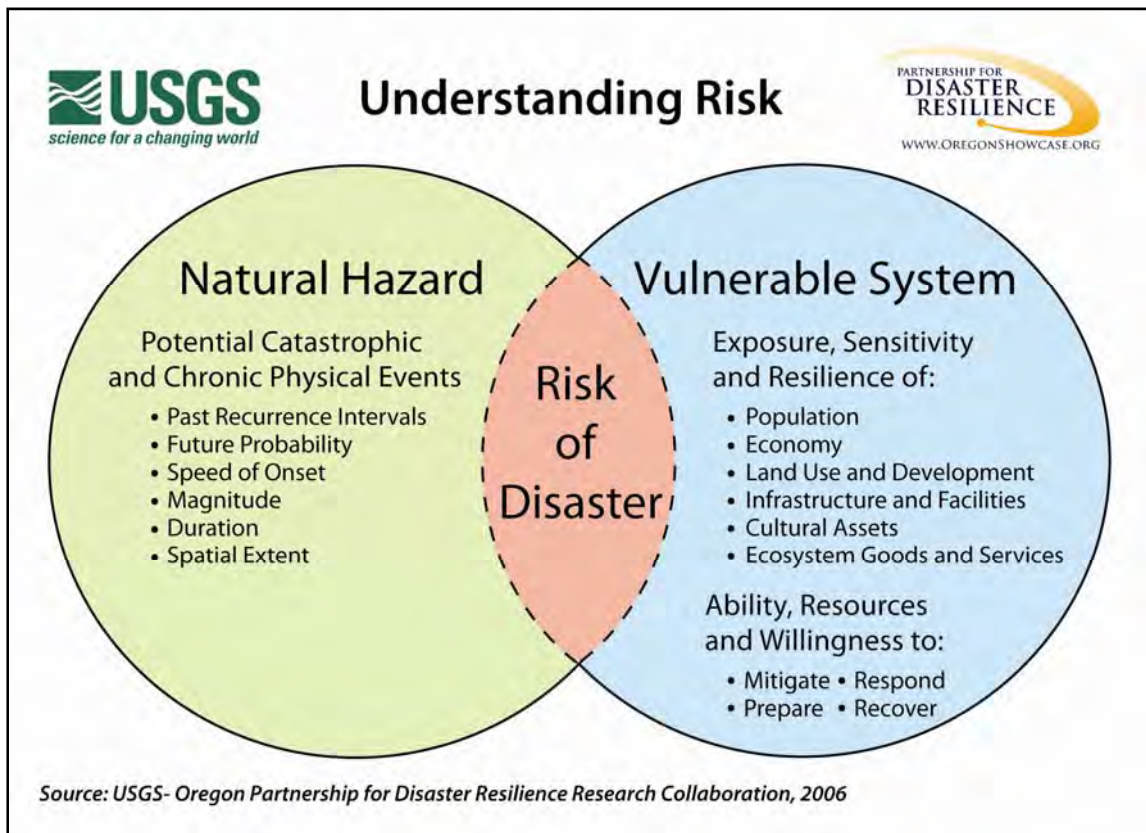 USGS
science for a changing world
Understanding Risk
PARTNERSHIP FOR
DISASTER
RESILIENCE
WWW.OREGONSHOWCASE.ORG
Natural Hazard
Potential Catastrophic
and Chronic Physical Events
• Past Recurrence Intervals
• Future Probability
• Speed of Onset
• Magnitude
• Duration
• Spatial Extent
Risk
of
Disaster
Vulnerable System
Exposure, Sensitivity
and Resilience of:
• Population
• Economy
• Land Use and Development
• Infrastructure and Facilities
• Cultural Assets
• Ecosystem Goods and Services
Ability, Resources
and Willingness to:
• Mitigate • Respond
• Prepare • Recover
Source: USGS- Oregon Partnership for Disaster Resilience Research Collaboration, 2006